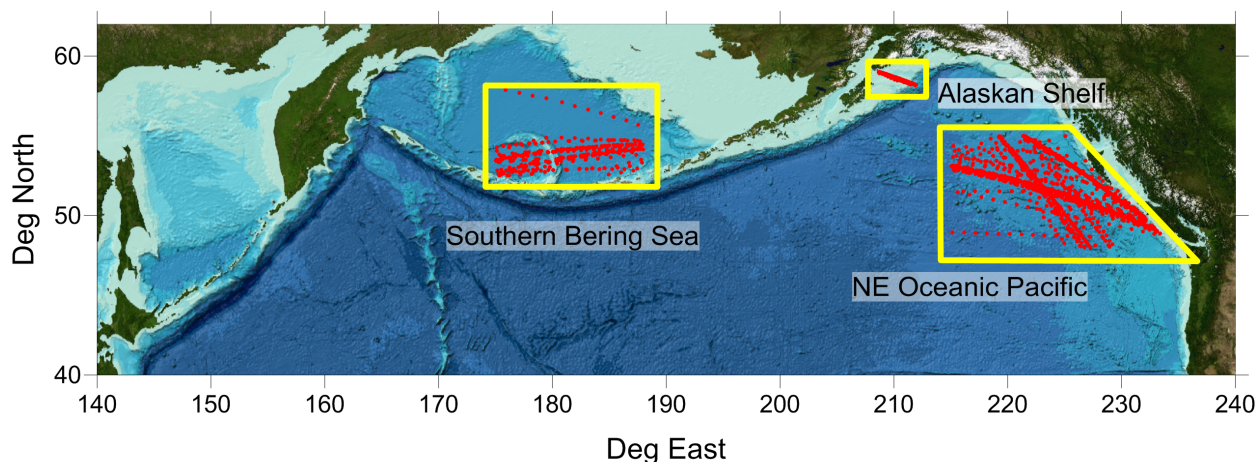 60
Alaskan Shelf
Deg North
50
Southern Bering Sea
NE Oceanic Pacific
40
140 150 160 170 180 190 200 210 220 230 240
Deg East